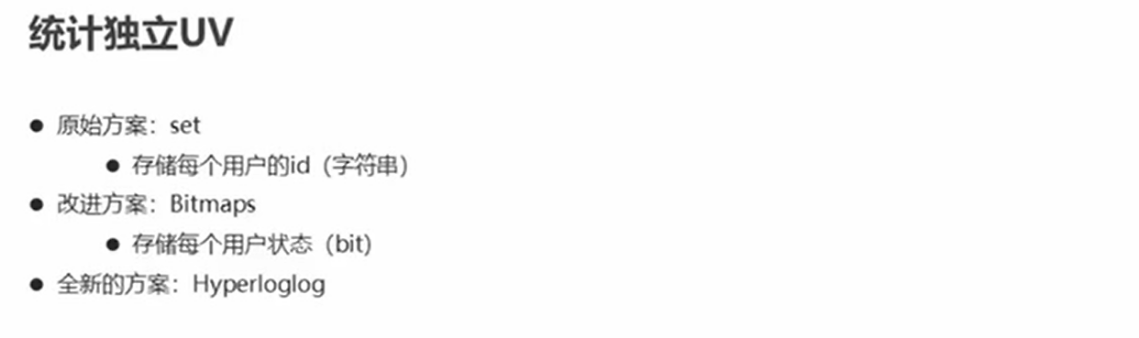 统计独立UV
● 原始方案：set
● 存储每个用户的id（字符串）
● 改进方案：Bitmaps
● 存储每个用户状态（bit）
● 全新的方案：Hyperloglog